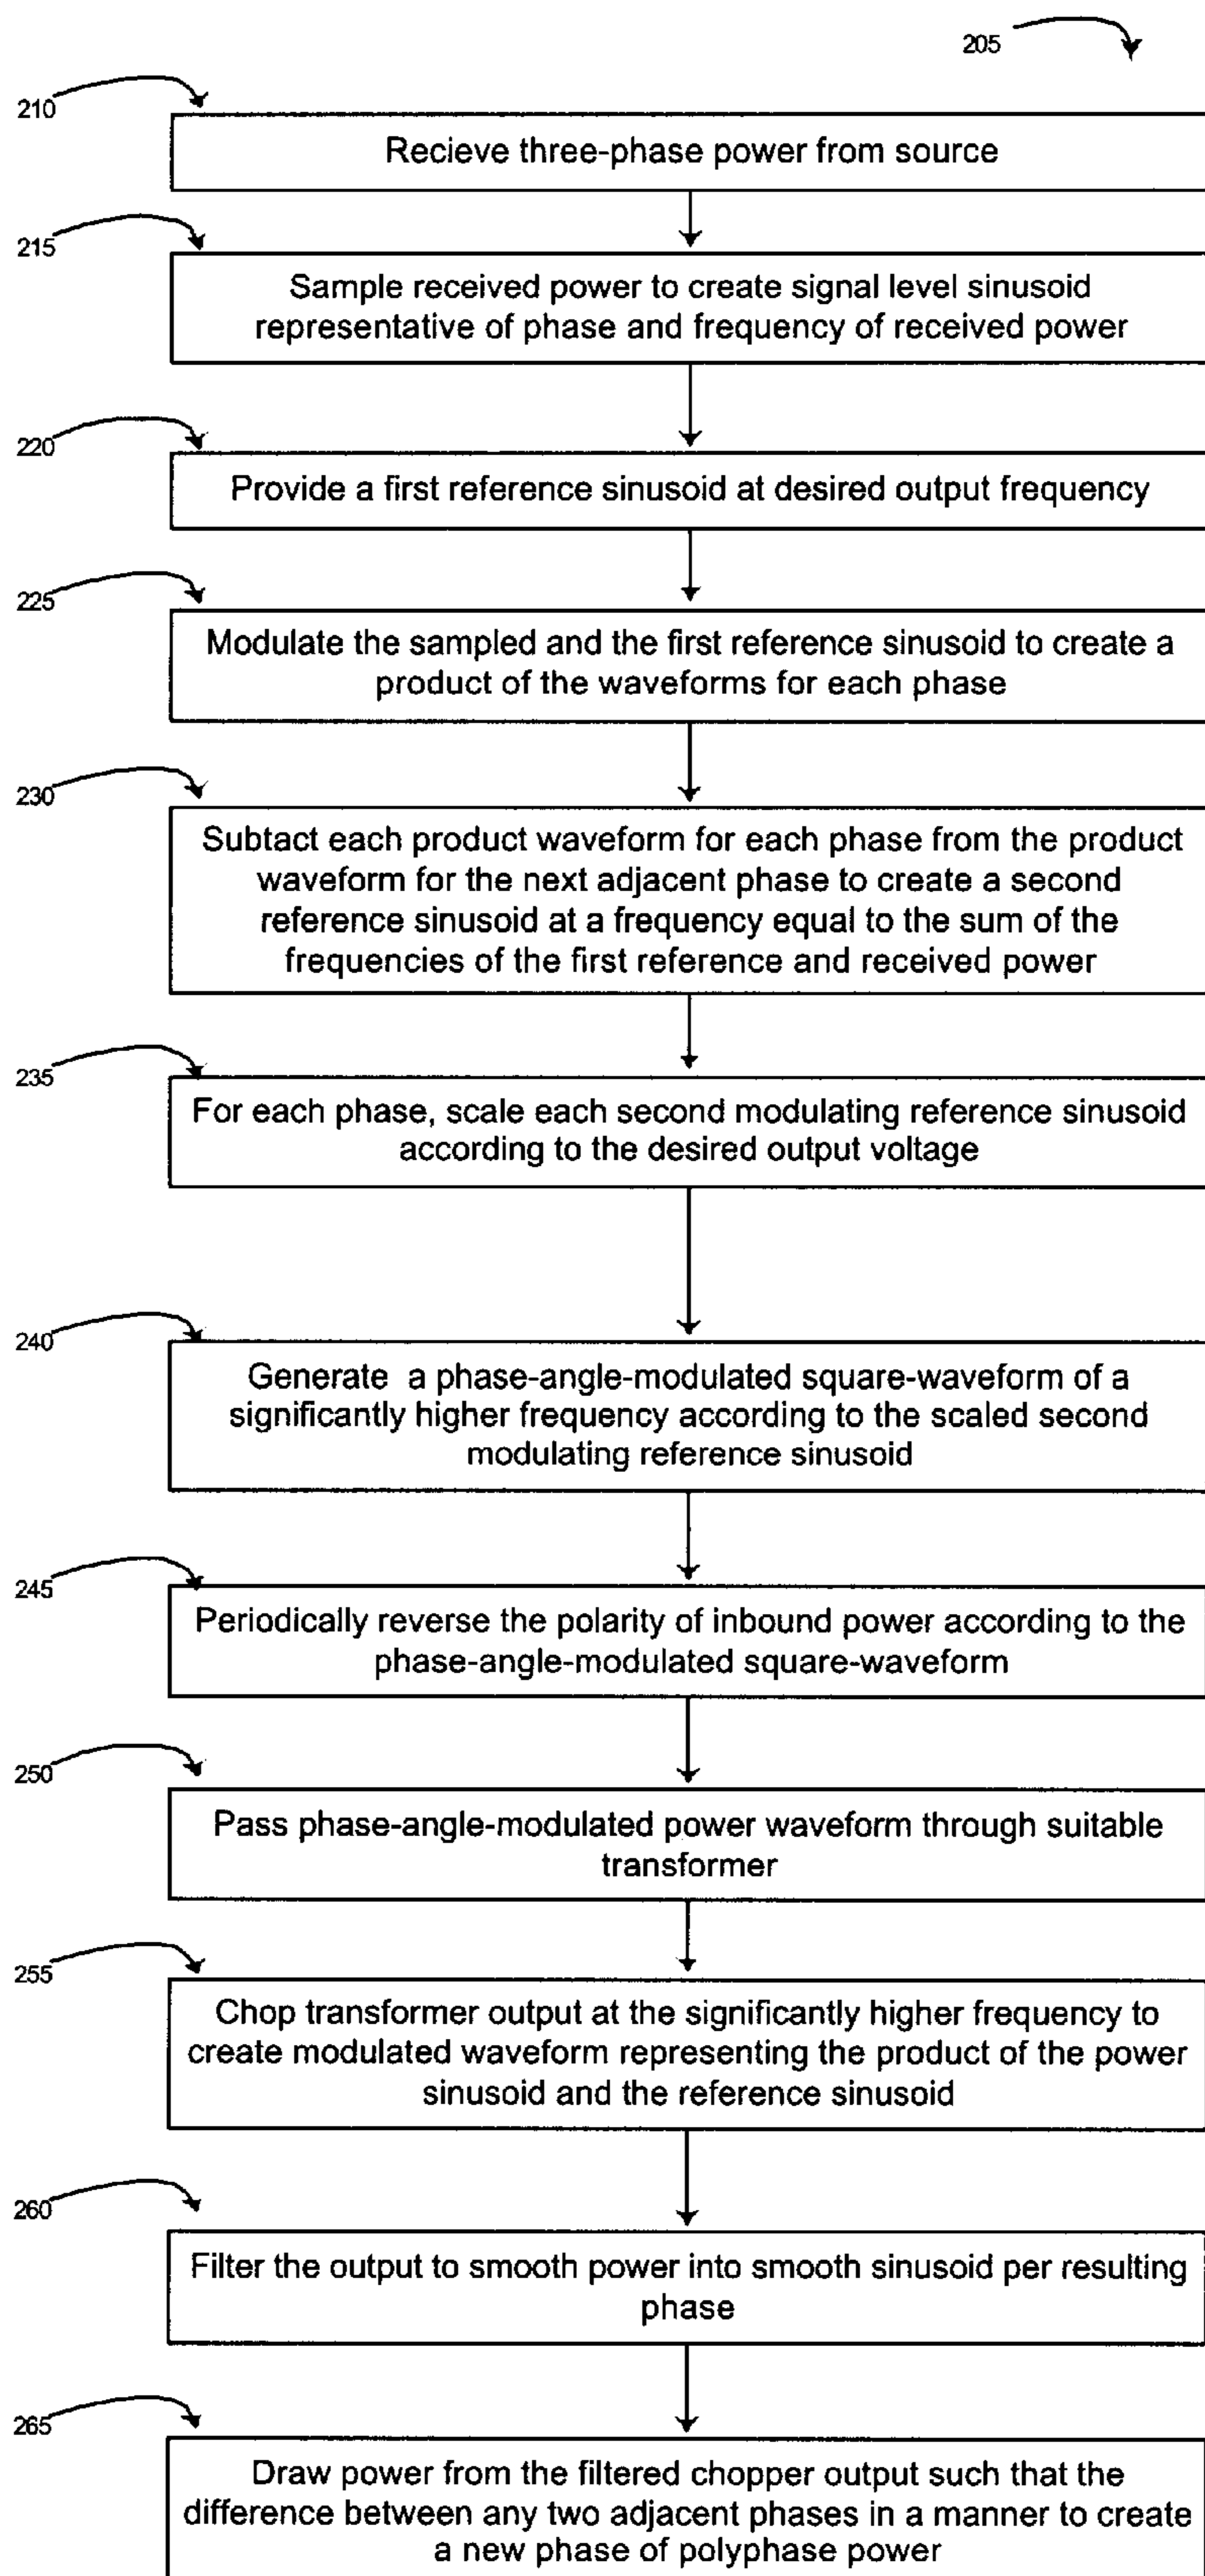 205
210
Recieve three-phase power from source
215
Sample received power to create signal level sinusoid
representative of phase and frequency of received power
220
Provide a first reference sinusoid at desired output frequency
225
Modulate the sampled and the first reference sinusoid to create a
product of the waveforms for each phase
230
Subtact each product waveform for each phase from the product
waveform for the next adjacent phase to create a second
reference sinusoid at a frequency equal to the sum of the
frequencies of the first reference and received power
235
For each phase, scale each second modulating reference sinusoid
according to the desired output voltage
240
Generate a phase-angle-modulated square-waveform of a
significantly higher frequency according to the scaled second
modulating reference sinusoid
245
Periodically reverse the polarity of inbound power according to the
phase-angle-modulated square-waveform
250
Pass phase-angle-modulated power waveform through suitable
transformer
255
Chop transformer output at the significantly higher frequency to
create modulated waveform representing the product of the power
sinusoid and the reference sinusoid
260
Filter the output to smooth power into smooth sinusoid per resulting
phase
265
Draw power from the filtered chopper output such that the
difference between any two adjacent phases in a manner to create
a new phase of polyphase power